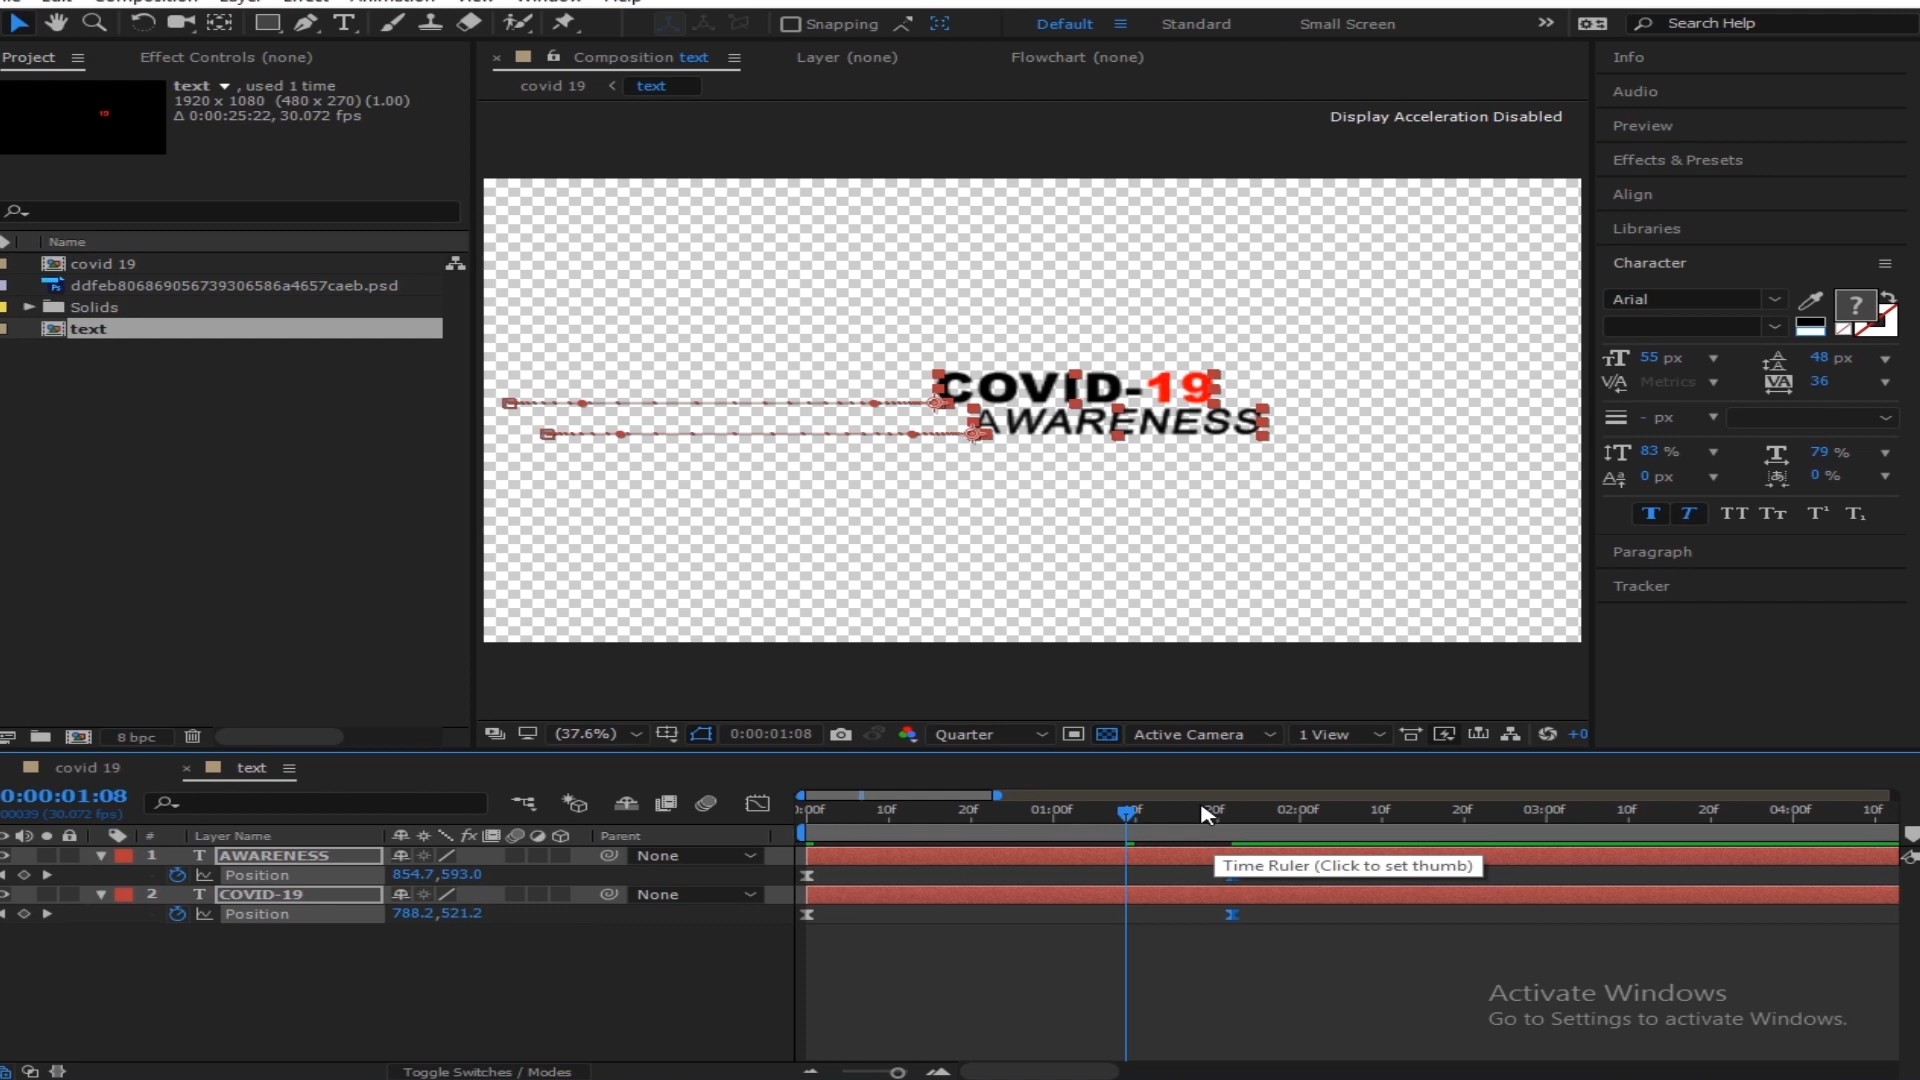 Default
Standard
Small Screen
Snapping
Search Help
Project
Effect Controls (none)
text , used 1 time
1920 x 1080 (480 x 270) (1.00)
Δ 0:00:25:22, 30.072 fps
Name
covid 19
ddfeb806869056739306586a4657caeb.psd
Solids
text
8 bpc
Composition text
Layer (none)
Flowchart (none)
covid 19
text
Display Acceleration Disabled
COVID-19
AWARENESS
(37.6%)
0:00:01:08
Quarter
Active Camera
1 View
+0
Info
Audio
Preview
Effects & Presets
Align
Libraries
Character
Arial
?
55 px
48 px
Metrics
36
- px
83 %
79 %
0 px
0 %
T T TT Tt T¹ T₁
Paragraph
Tracker
covid 19
text
0:00:01:08
00039 (30.072 fps)
# Layer Name
fx
Parent
1 T AWARENESS
None
Position 854.7,593.0
2 T COVID-19
None
Position 788.2,521.2
):00f 10f 20f 01:00f 20f 02:00f 10f 20f 03:00f 10f 20f 04:00f 10f
Time Ruler (Click to set thumb)
Toggle Switches / Modes
Activate Windows
Go to Settings to activate Windows.